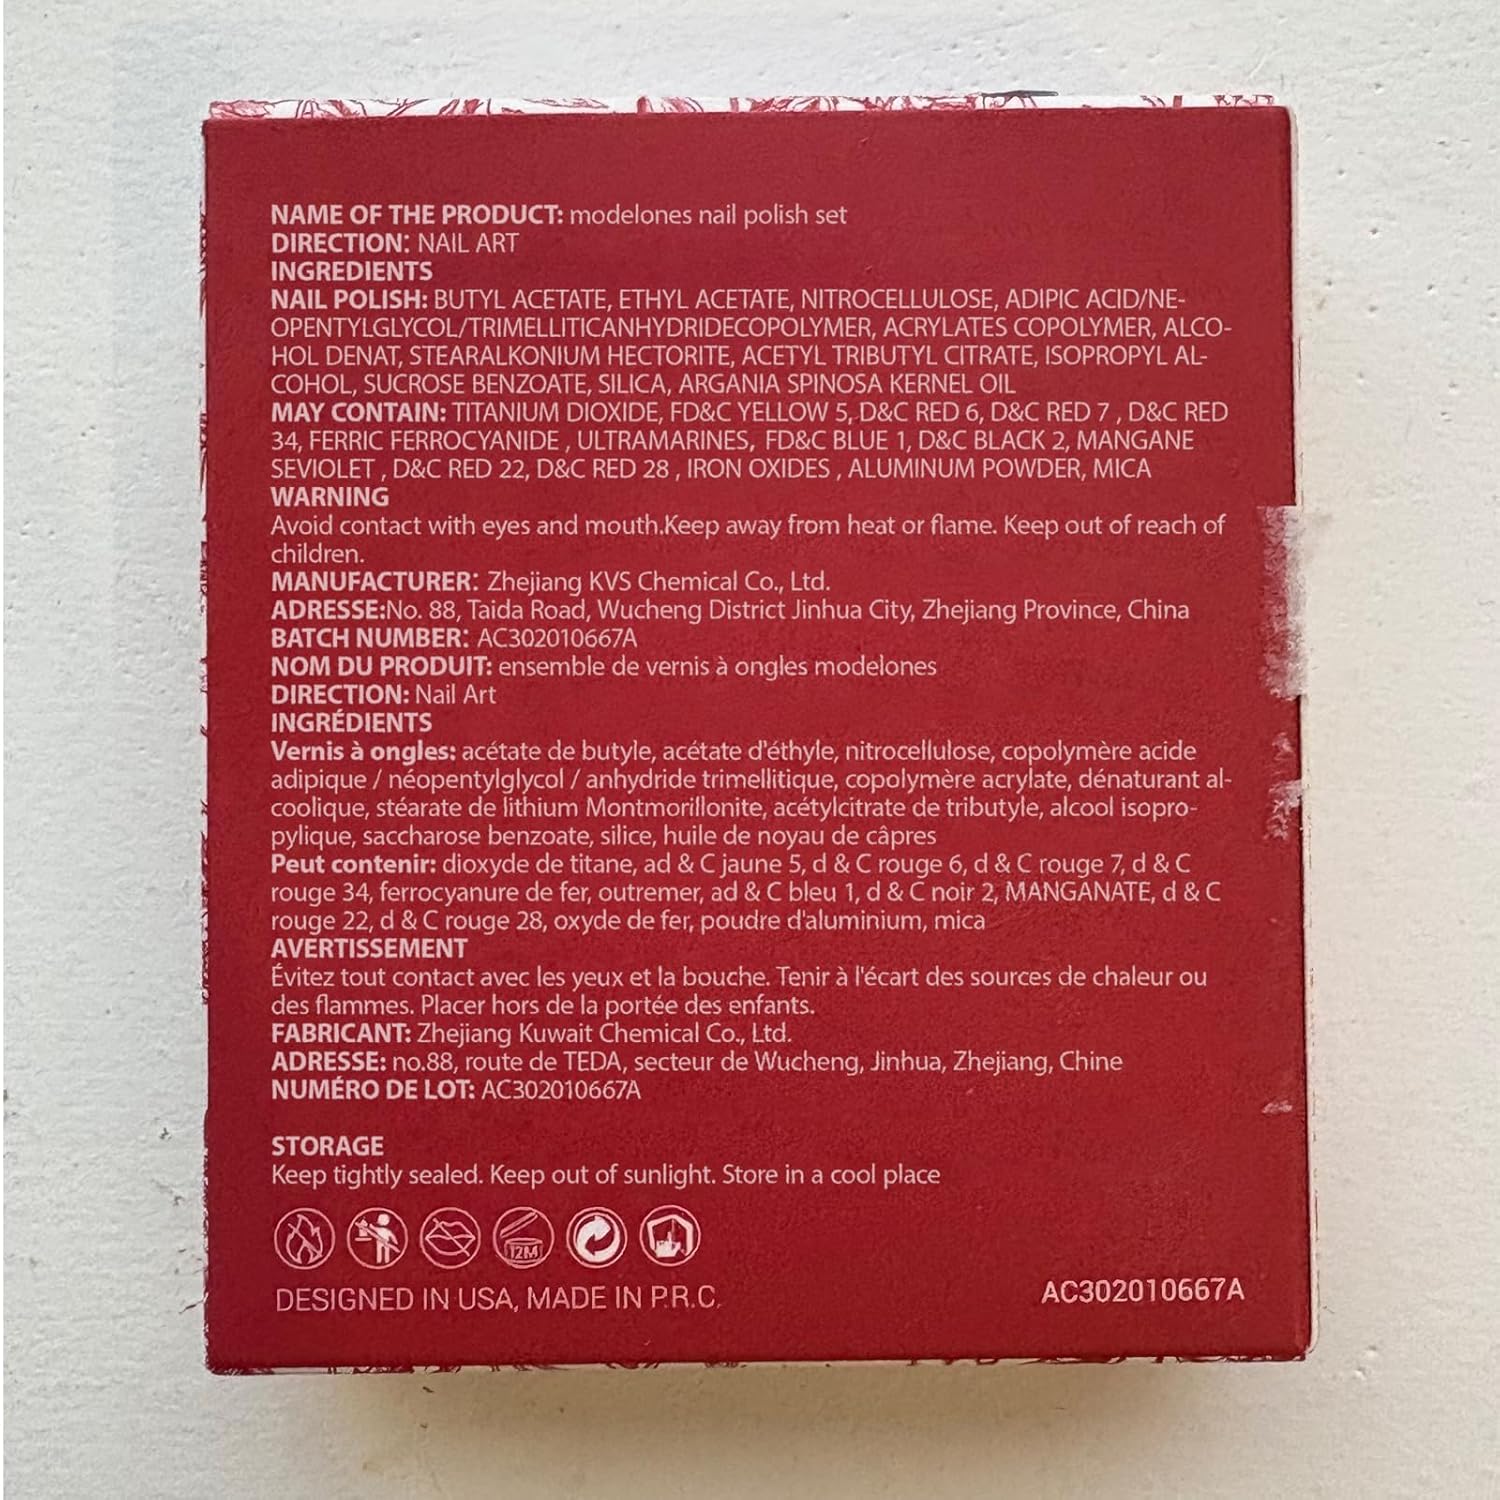 NAME OF THE PRODUCT: modelones nail polish set
DIRECTION: NAIL ART
INGREDIENTS
NAIL POLISH: BUTYL ACETATE, ETHYL ACETATE, NITROCELLULOSE, ADIPIC ACID/NE-
OPENTYLGLYCOL/TRIMELLITICANHYDRIDECOPOLYMER, ACRYLATES COPOLYMER, ALCO-
HOL DENAT, STEARALKONIUM HECTORITE, ACETYL TRIBUTYL CITRATE, ISOPROPYL AL-
COHOL, SUCROSE BENZOATE, SILICA, ARGANIA SPINOSA KERNEL OIL
MAY CONTAIN: TITANIUM DIOXIDE, FD&C YELLOW 5, D&C RED 6, D&C RED 7 , D&C RED
34, FERRIC FERROCYANIDE , ULTRAMARINES, FD&C BLUE 1, D&C BLACK 2, MANGANE
SEVIOLET , D&C RED 22, D&C RED 28 , IRON OXIDES , ALUMINUM POWDER, MICA
WARNING
Avoid contact with eyes and mouth.Keep away from heat or flame. Keep out of reach of
children.
MANUFACTURER: Zhejiang KVS Chemical Co., Ltd.
ADRESSE:No. 88, Taida Road, Wucheng District Jinhua City, Zhejiang Province, China
BATCH NUMBER: AC302010667A
NOM DU PRODUIT: ensemble de vernis à ongles modelones
DIRECTION: Nail Art
INGRÉDIENTS
Vernis à ongles: acétate de butyle, acétate d'éthyle, nitrocellulose, copolymère acide
adipique / néopentylglycol / anhydride trimellitique, copolymère acrylate, dénaturant al-
coolique, stéarate de lithium Montmorillonite, acétylcitrate de tributyle, alcool isopro-
pylique, saccharose benzoate, silice, huile de noyau de câpres
Peut contenir: dioxyde de titane, ad & C jaune 5, d & C rouge 6, d & C rouge 7, d & C
rouge 34, ferrocyanure de fer, outremer, ad & C bleu 1, d & C noir 2, MANGANATE, d & C
rouge 22, d & C rouge 28, oxyde de fer, poudre d'aluminium, mica
AVERTISSEMENT
Évitez tout contact avec les yeux et la bouche. Tenir à l'écart des sources de chaleur ou
des flammes. Placer hors de la portée des enfants.
FABRICANT: Zhejiang Kuwait Chemical Co., Ltd.
ADRESSE: no.88, route de TEDA, secteur de Wucheng, Jinhua, Zhejiang, Chine
NUMÉRO DE LOT: AC302010667A
STORAGE
Keep tightly sealed. Keep out of sunlight. Store in a cool place
12M
DESIGNED IN USA, MADE IN P.R.C.
AC302010667A